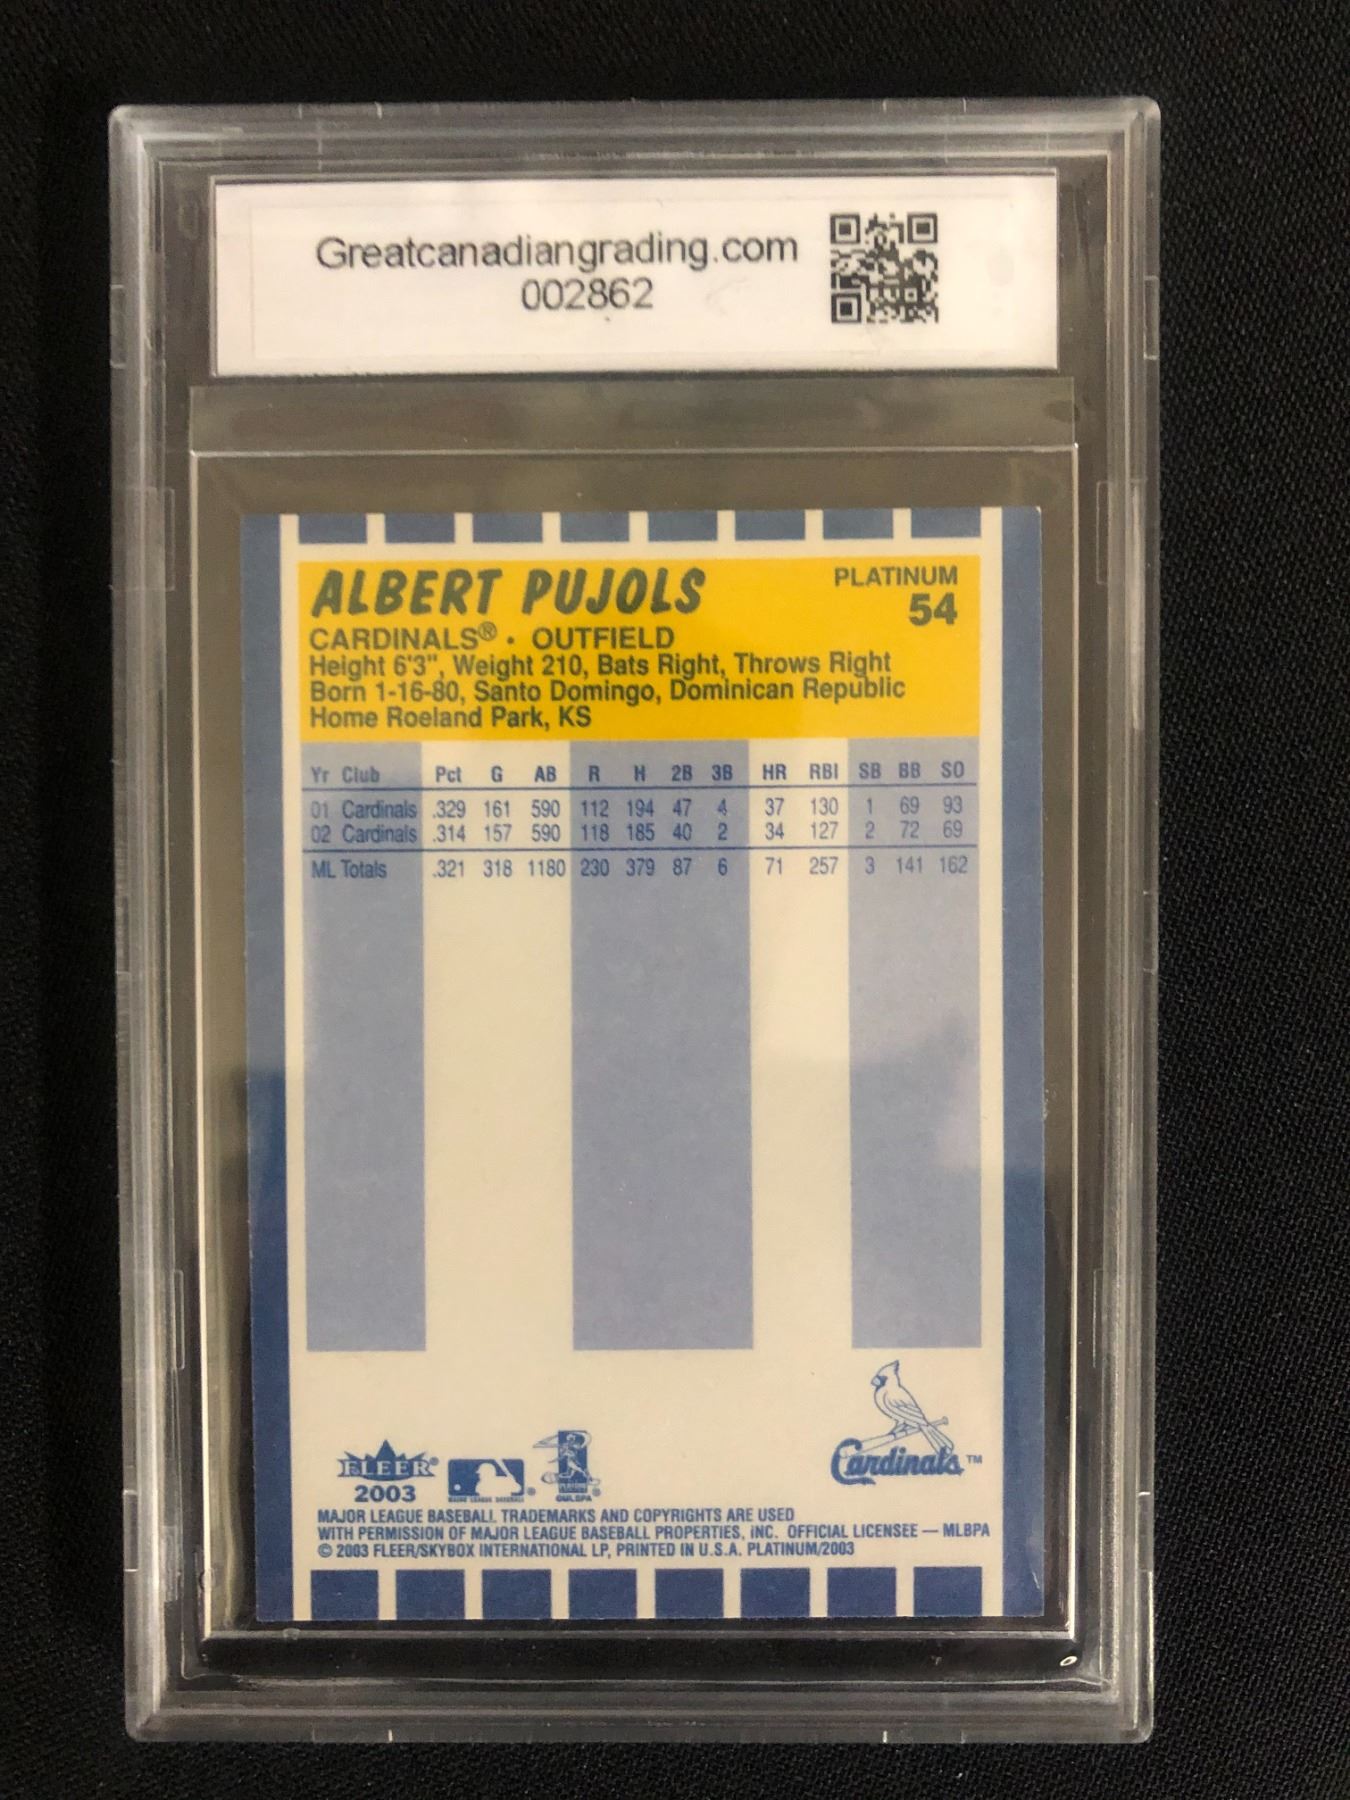 Greatcanadiangrading.com
002862
ALBERT PUJOLS
PLATINUM
54
CARDINALS® · OUTFIELD
Height 6'3", Weight 210, Bats Right, Throws Right
Born 1-16-80, Santo Domingo, Dominican Republic
Home Roeland Park, KS
Yr Club Pct G AB R H 2B 3B HR RBI SB BB SO
01 Cardinals .329 161 590 112 194 47 4 37 130 1 69 93
02 Cardinals .314 157 590 118 185 40 2 34 127 2 72 69
ML Totals .321 318 1180 230 379 87 6 71 257 3 141 162
Cardinals™
FLEER®
2003
MAJOR LEAGUE BASEBALL®
©MLBPA®
MAJOR LEAGUE BASEBALL TRADEMARKS AND COPYRIGHTS ARE USED
WITH PERMISSION OF MAJOR LEAGUE BASEBALL PROPERTIES, INC. OFFICIAL LICENSEE — MLBPA
© 2003 FLEER/SKYBOX INTERNATIONAL LP, PRINTED IN U.S.A. PLATINUM/2003